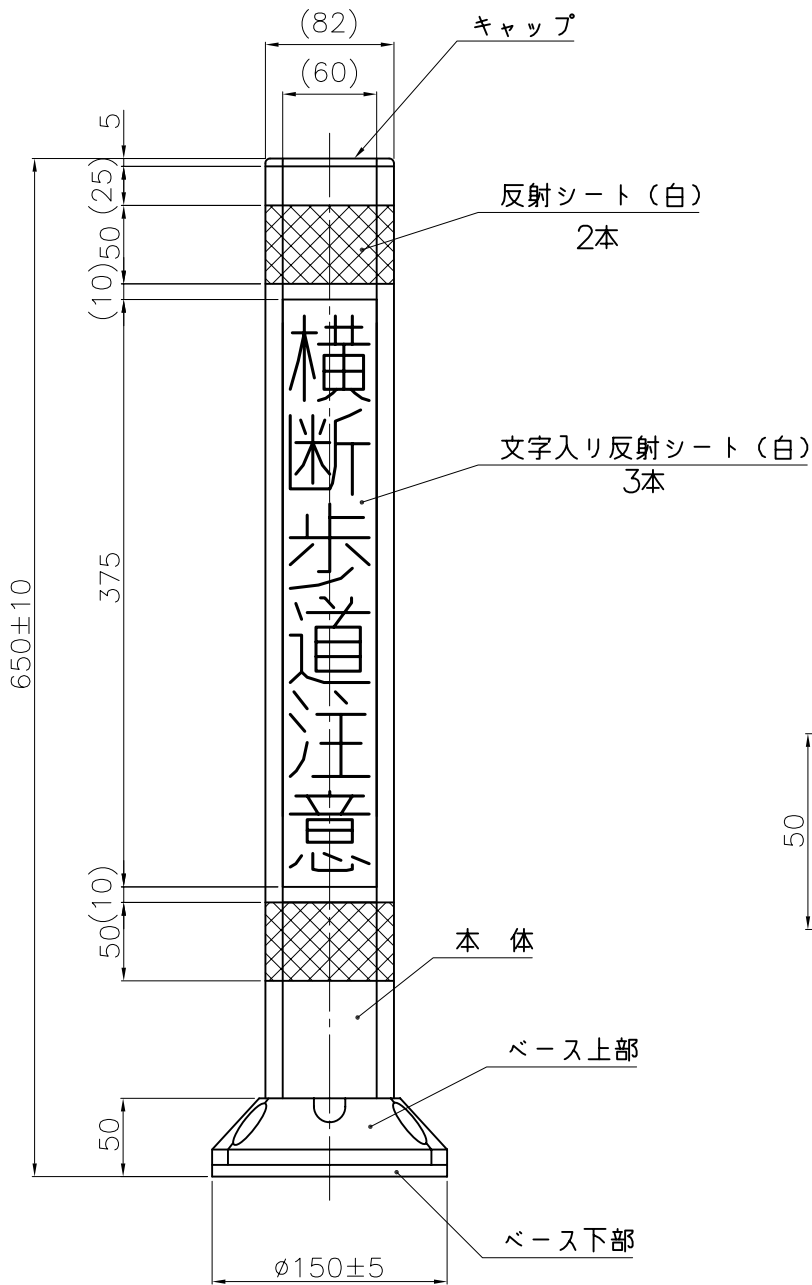 (82)
キャップ
(60)
5
(25)
反射シート（白）
50
2本
(10)
横断歩道注意
文字入り反射シート（白）
3本
375
650±10
50
(10)
50
本 体
ベース上部
50
ベース下部
⌀150±5